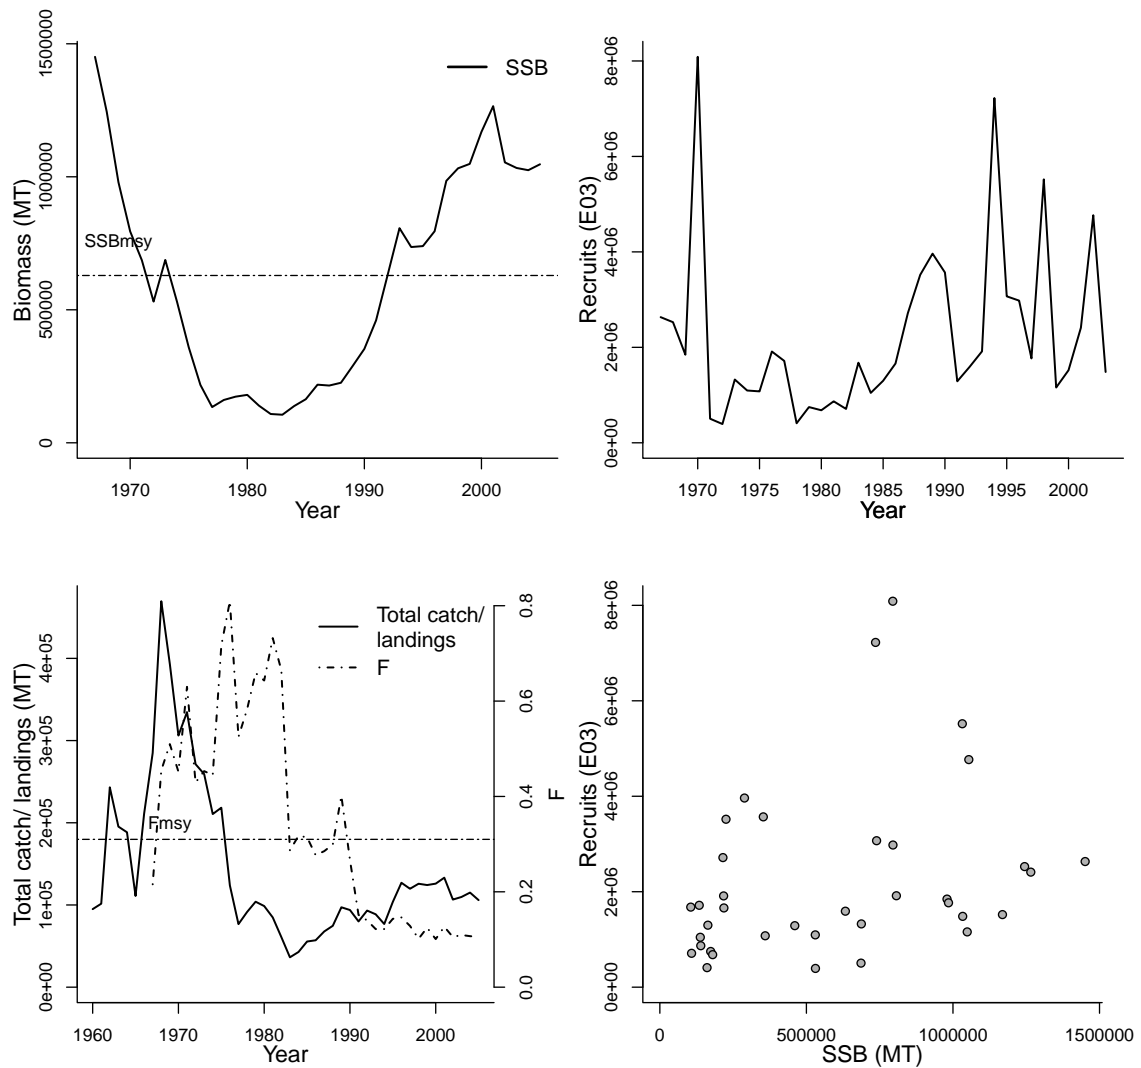 SSB
SSBmsy
Biomass (MT)
0
500000
1000000
1500000
1970
1980
1990
2000
Year
Recruits (E03)
0e+00
2e+06
4e+06
6e+06
8e+06
1970
1975
1980
1985
1990
1995
2000
Year
Total catch/
landings
F
Fmsy
Total catch/ landings (MT)
0e+00
1e+05
2e+05
3e+05
4e+05
0.0
0.2
0.4
0.6
0.8
F
1960
1970
1980
1990
2000
Year
Recruits (E03)
0e+00
2e+06
4e+06
6e+06
8e+06
0
500000
1000000
1500000
SSB (MT)